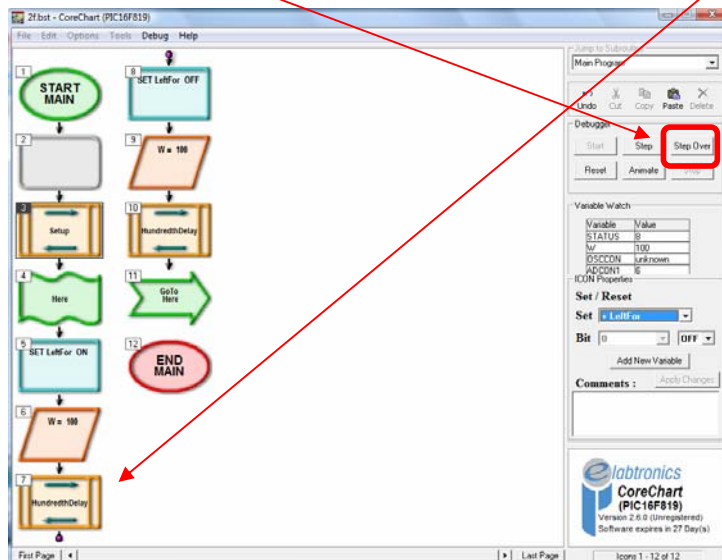 2f.bst - CoreChart (PIC16F819)
File Edit Options Tools Debug Help
1
START
MAIN
2
3
Setup
4
Here
5
SET LeftFor ON
6
W = 100
7
HundredthDelay
8
SET LeftFor OFF
9
W = 100
10
HundredthDelay
11
GoTo
Here
12
END
MAIN
Jump to Subroutine
Main Program
Undo Cut Copy Paste Delete
Debugger
Start Step Step Over
Reset Animate Stop
Variable Watch
Variable Value
STATUS 8
W 100
OSCCON unknown
ADCON1 6
ICON Properties
Set / Reset
Set + LeftFor
Bit 0 OFF
Add New Variable
Comments : Apply Changes
elabtronics
CoreChart
(PIC16F819)
Version 2.6.0 (Unregistered)
Software expires in 27 Day(s)
First Page Last Page Icons 1 - 12 of 12